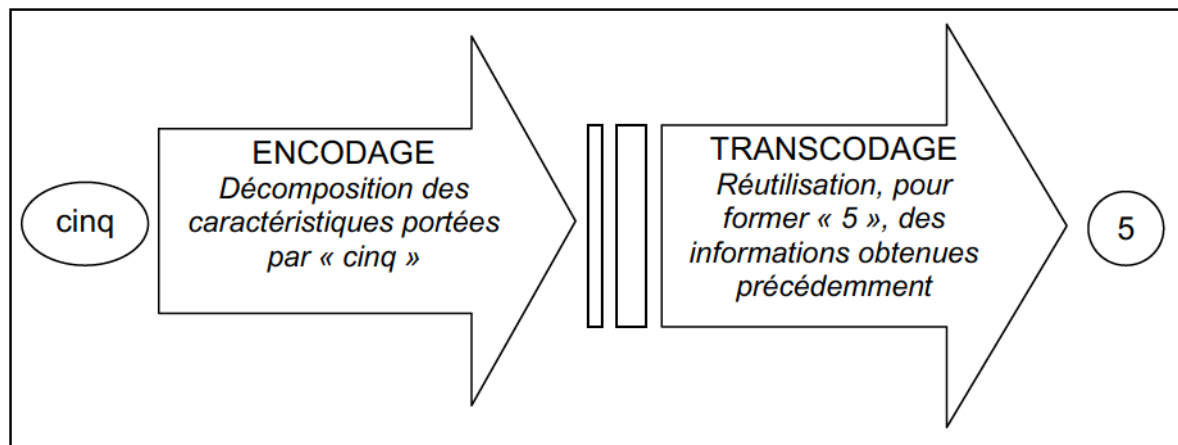 cinq
ENCODAGE
Décomposition des
caractéristiques portées
par « cinq »
TRANSCODAGE
Réutilisation, pour
former « 5 », des
informations obtenues
précédemment
5